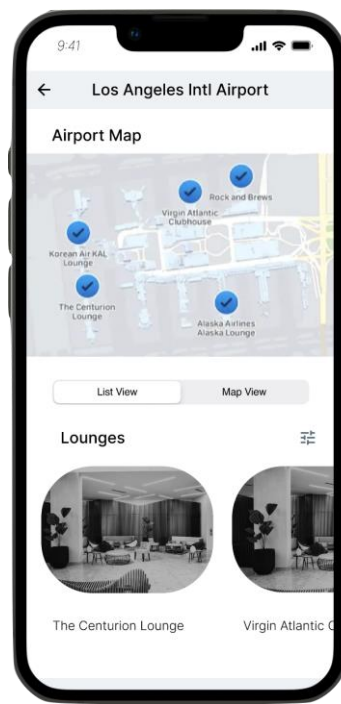 9:41
Los Angeles Intl Airport
Airport Map
Rock and Brews
Virgin Atlantic
Clubhouse
Korean Air KAL
Lounge
The Centurion
Lounge
Alaska Airlines
Alaska Lounge
List View
Map View
Lounges
The Centurion Lounge
Virgin Atlantic C